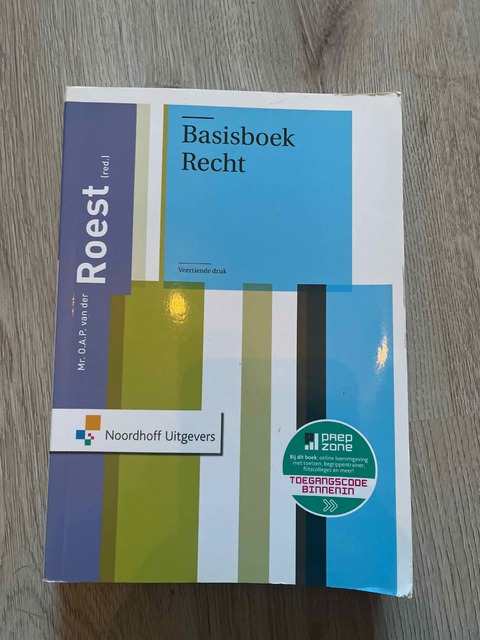 Basisboek
Recht
Veertiende druk
Mr. O.A.P. van der
Roest (red.)
Noordhoff Uitgevers
PREP
ZONE
Bij dit boek: online leeromgeving
met toetsen, begrippentrainer,
flitscolleges en meer!
TOEGANGSCODE
BINNENIN